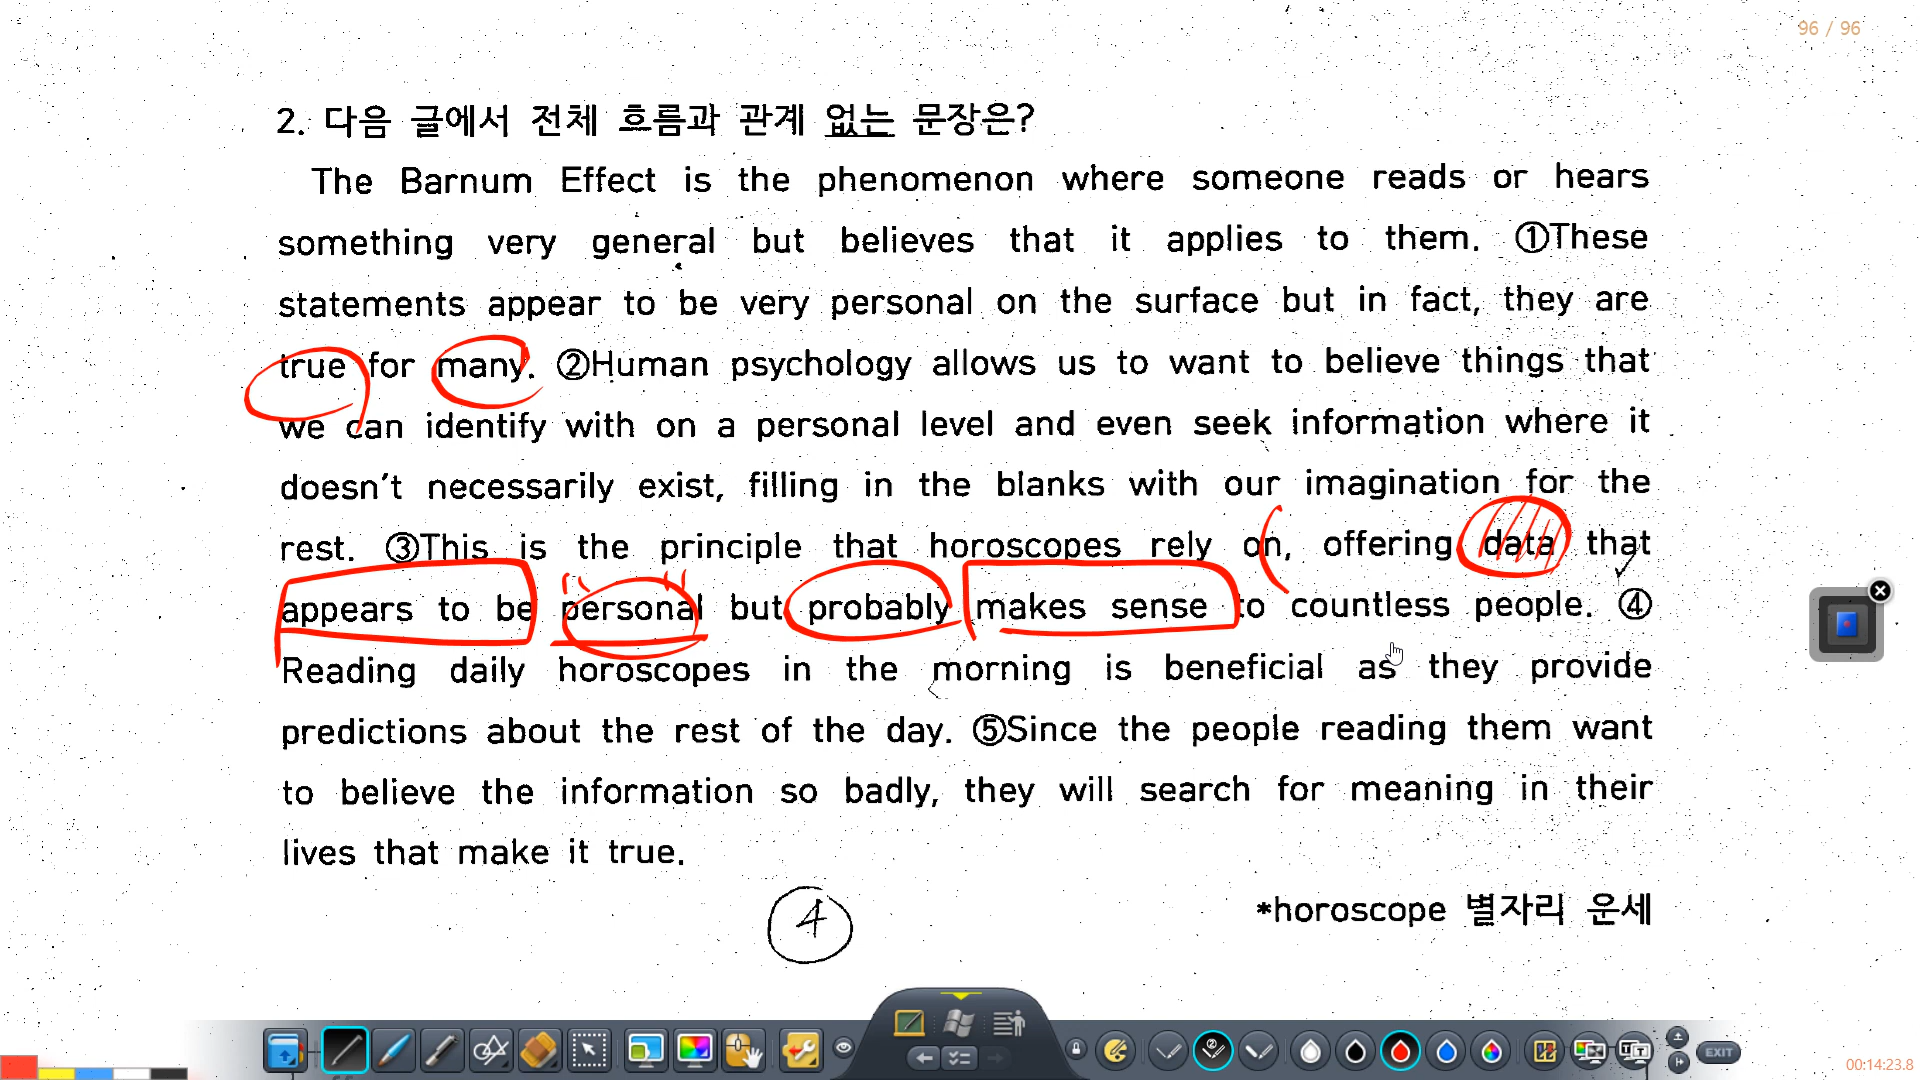 96 / 96
2. 다음 글에서 전체 흐름과 관계 없는 문장은?
The Barnum Effect is the phenomenon where someone reads or hears
something very general but believes that it applies to them. ①These
statements appear to be very personal on the surface but in fact, they are
true for many. ②Human psychology allows us to want to believe things that
we can identify with on a personal level and even seek information where it
doesn't necessarily exist, filling in the blanks with our imagination for the
rest. ③This is the principle that horoscopes rely on, offering data that
appears to be personal but probably makes sense to countless people. ④
Reading daily horoscopes in the morning is beneficial as they provide
predictions about the rest of the day. ⑤Since the people reading them want
to believe the information so badly, they will search for meaning in their
lives that make it true.
*horoscope 별자리 운세
4
EXIT
00:14:23.8